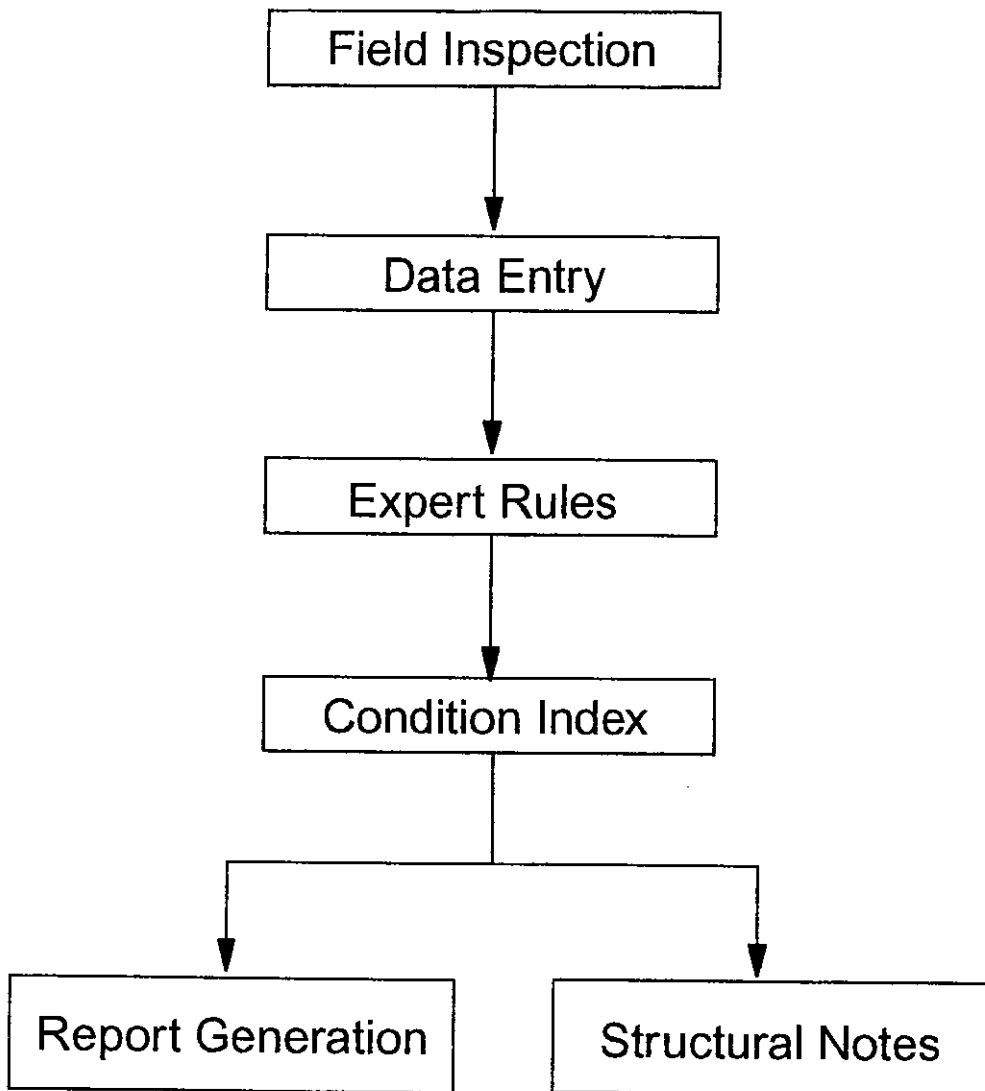 Field Inspection
Data Entry
Expert Rules
Condition Index
Report Generation
Structural Notes